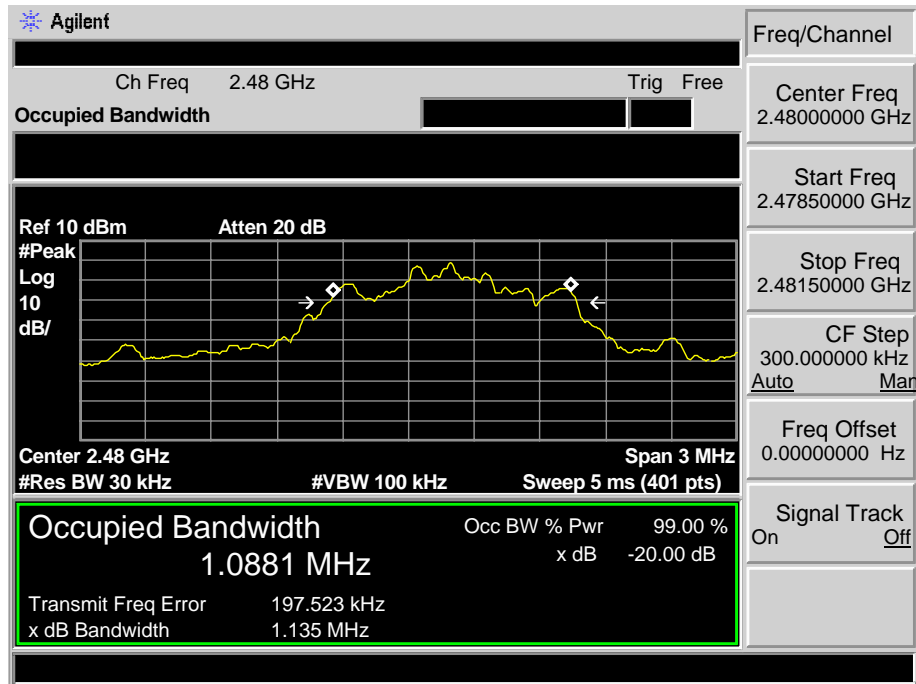 Agilent
Freq/Channel
Ch Freq 2.48 GHz Trig Free
Occupied Bandwidth
Center Freq
2.48000000 GHz
Start Freq
2.47850000 GHz
Ref 10 dBm Atten 20 dB
#Peak
Log
10
dB/
Stop Freq
2.48150000 GHz
CF Step
300.000000 kHz
Auto Man
Freq Offset
0.00000000 Hz
Center 2.48 GHz Span 3 MHz
#Res BW 30 kHz #VBW 100 kHz Sweep 5 ms (401 pts)
Signal Track
On Off
Occupied Bandwidth
1.0881 MHz
Occ BW % Pwr 99.00 %
x dB -20.00 dB
Transmit Freq Error 197.523 kHz
x dB Bandwidth 1.135 MHz